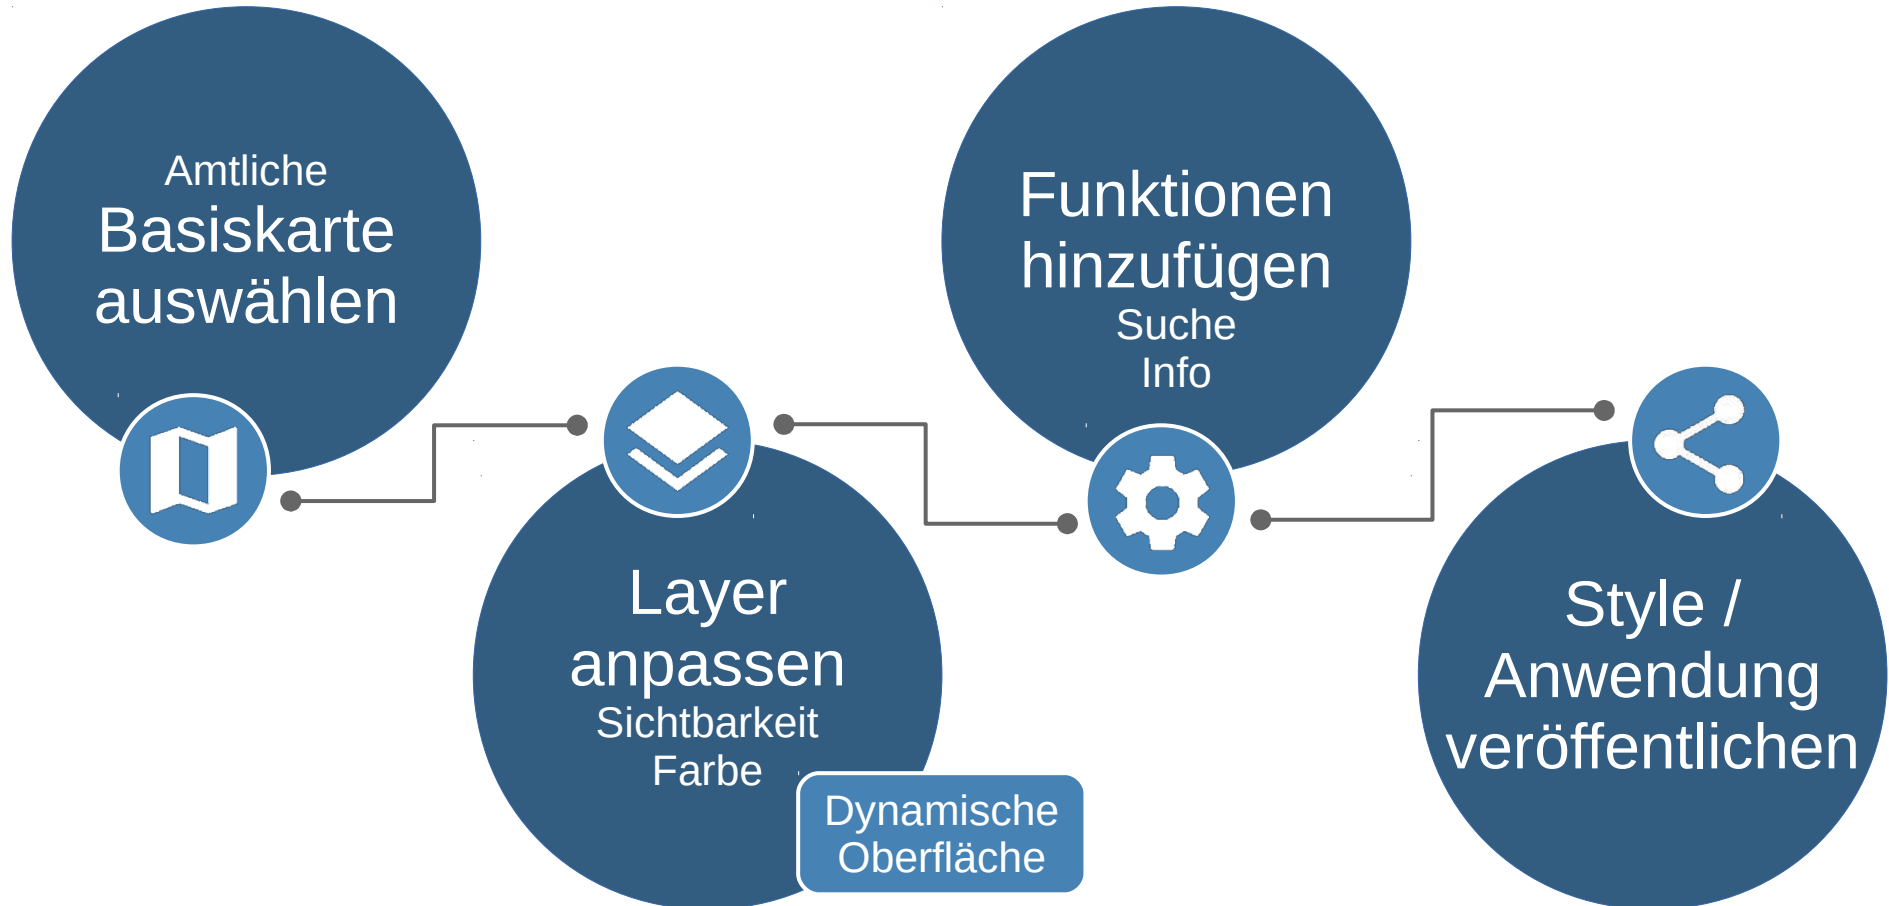 Amtliche
Basiskarte
auswählen
Layer
anpassen
Sichtbarkeit
Farbe
Dynamische
Oberfläche
Funktionen
hinzufügen
Suche
Info
Style /
Anwendung
veröffentlichen